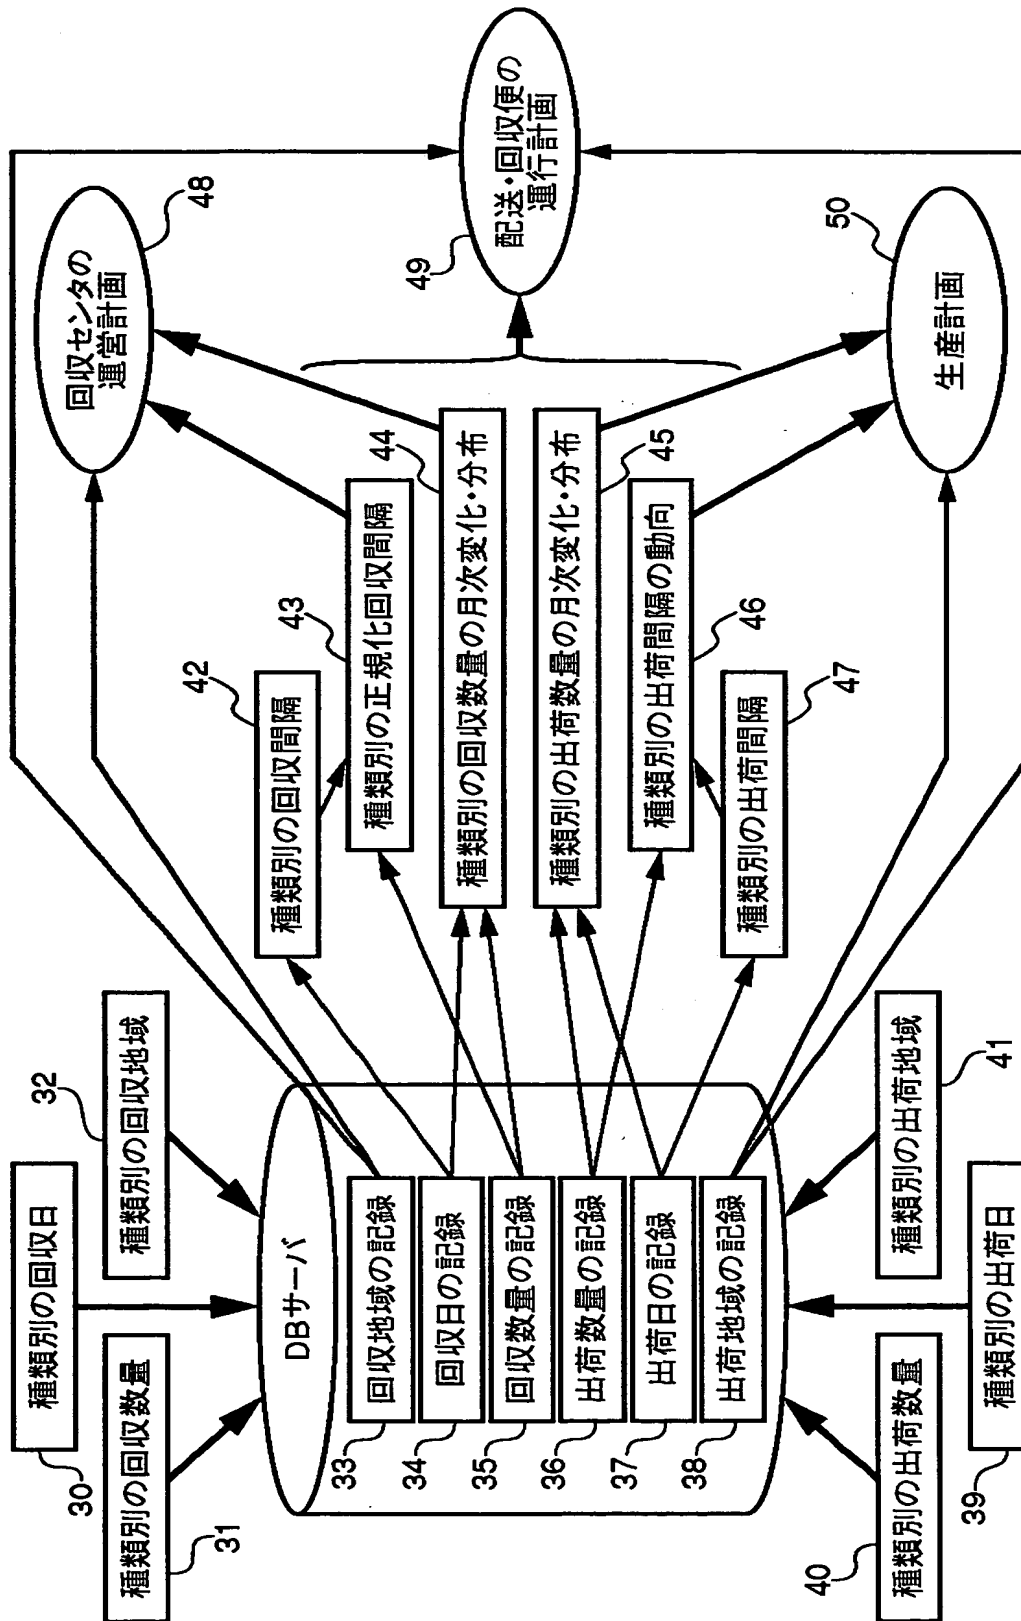 種類別の回収日
30
種類別の回収数量
31
種類別の回収地域
32
DBサーバ
回収地域の記録
33
回収日の記録
34
回収数量の記録
35
出荷数量の記録
36
出荷日の記録
37
出荷地域の記録
38
種類別の出荷数量
40
種類別の出荷日
39
種類別の出荷地域
41
種類別の回収間隔
42
種類別の正規化回収間隔
43
種類別の回収数量の月次変化・分布
44
種類別の出荷数量の月次変化・分布
45
種類別の出荷間隔の動向
46
種類別の出荷間隔
47
回収センタの
運営計画
48
配送・回収便の
運行計画
49
生産計画
50